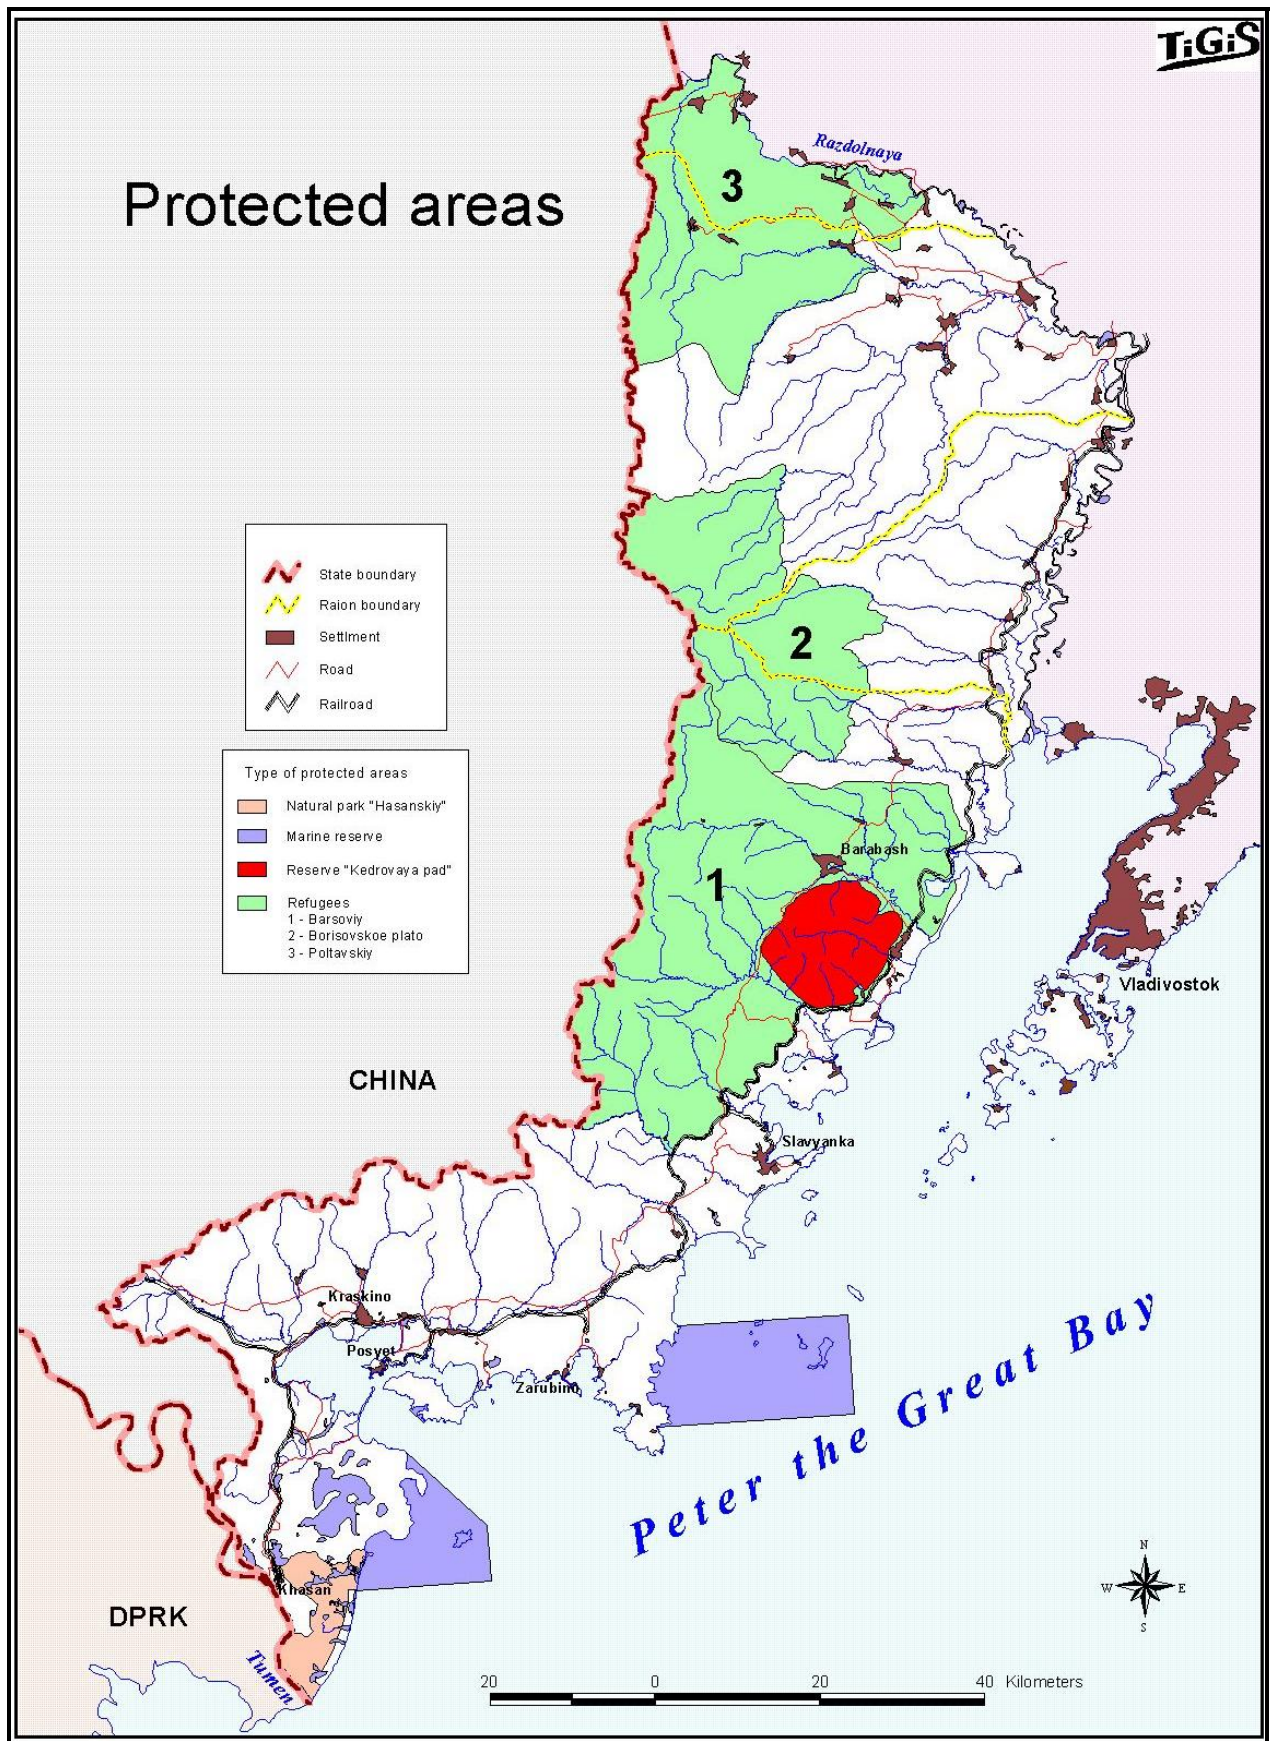 TiGiS
Razdolnaya
3
Protected areas
State boundary
Raion boundary
Settlment
Road
Railroad
2
Type of protected areas
Natural park "Hasanskiy"
Marine reserve
Reserve "Kedrovaya pad"
Refugees
1 - Barsoviy
2 - Borisovskoe plato
3 - Poltavskiy
Barabash
1
Vladivostok
CHINA
Slavyanka
Kraskino
Posyet
Zarubino
Peter the Great Bay
Khasan
DPRK
Tumen
N
W E
S
20 0 20 40 Kilometers